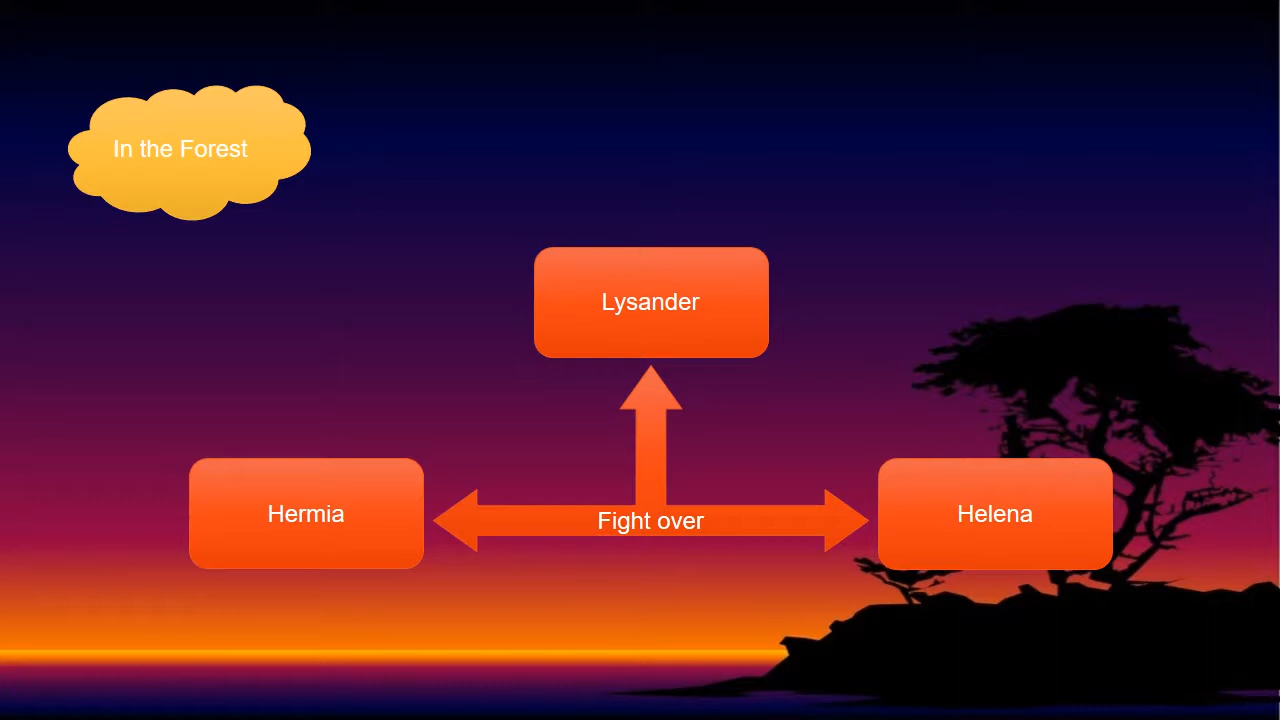 In the Forest
Lysander
Hermia
Fight over
Helena